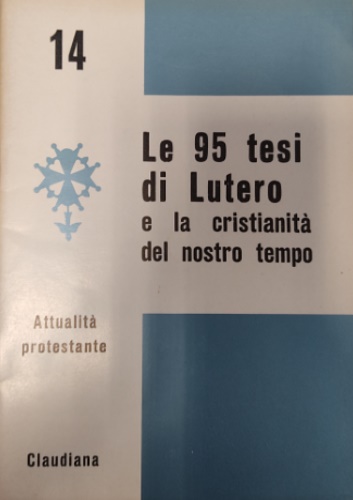 14
Le 95 tesi
di Lutero
e la cristianità
del nostro tempo
Attualità
protestante
Claudiana